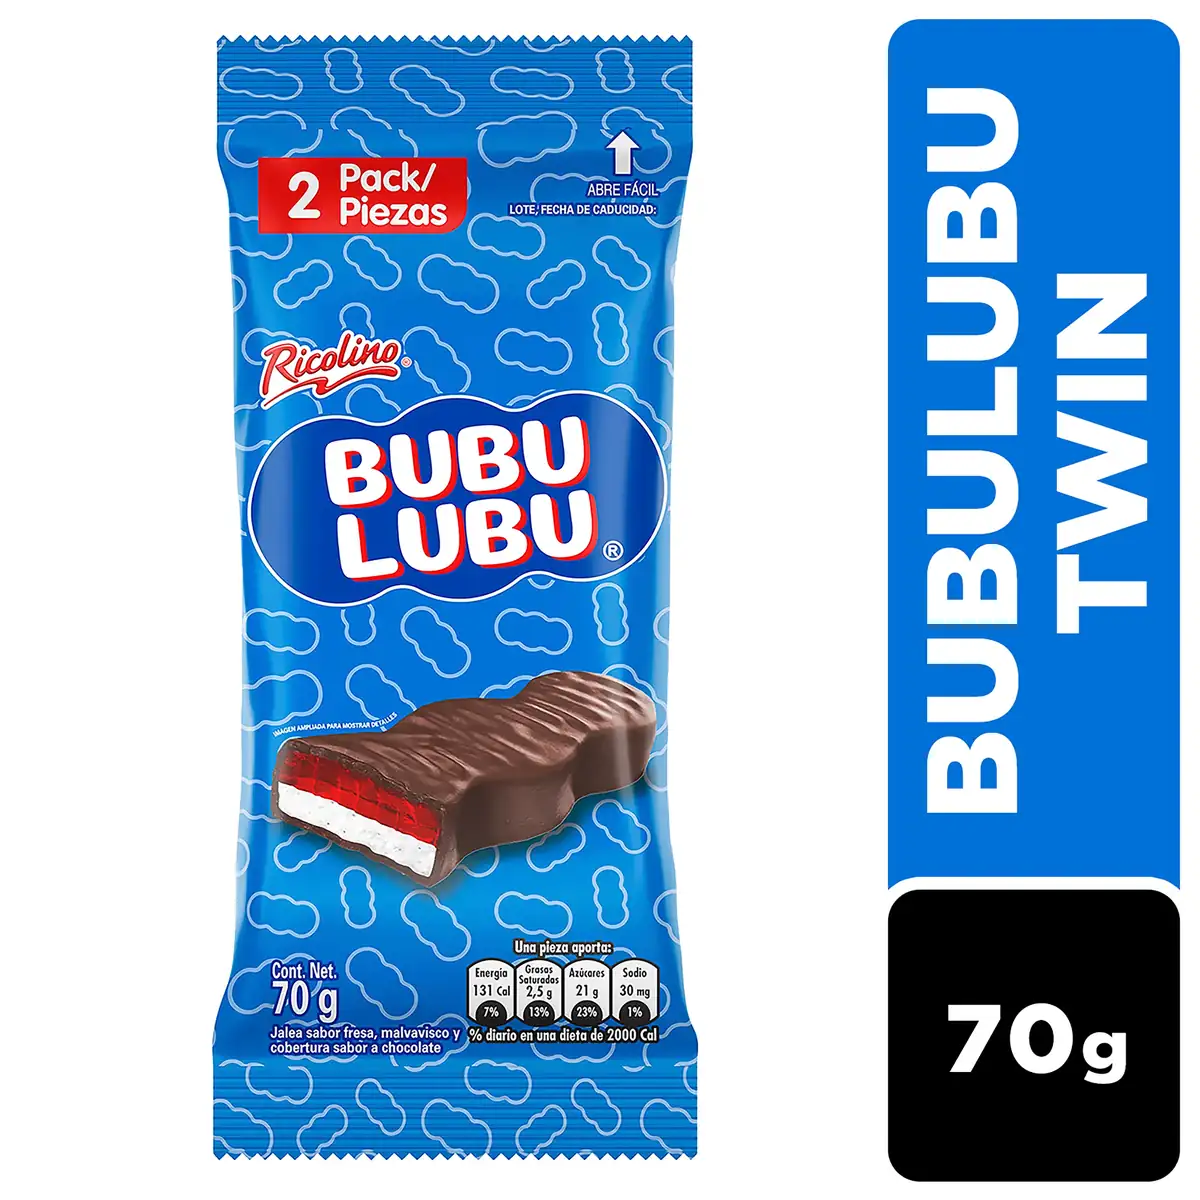 2 Pack/
Piezas
ABRE FÁCIL
LOTE, FECHA DE CADUCIDAD:
Ricolino®
BUBU
LUBU®
IMAGEN AMPLIADA PARA MOSTRAR DETALLES
Cont. Net.
70 g
Jalea sabor fresa, malvavisco y
cobertura sabor a chocolate
Una pieza aporta:
Energía
131 Cal
7%
Grasas
Saturadas
2,5 g
13%
Azúcares
21 g
23%
Sodio
30 mg
1%
% diario en una dieta de 2000 Cal
BUBULUBU
TWIN
70g